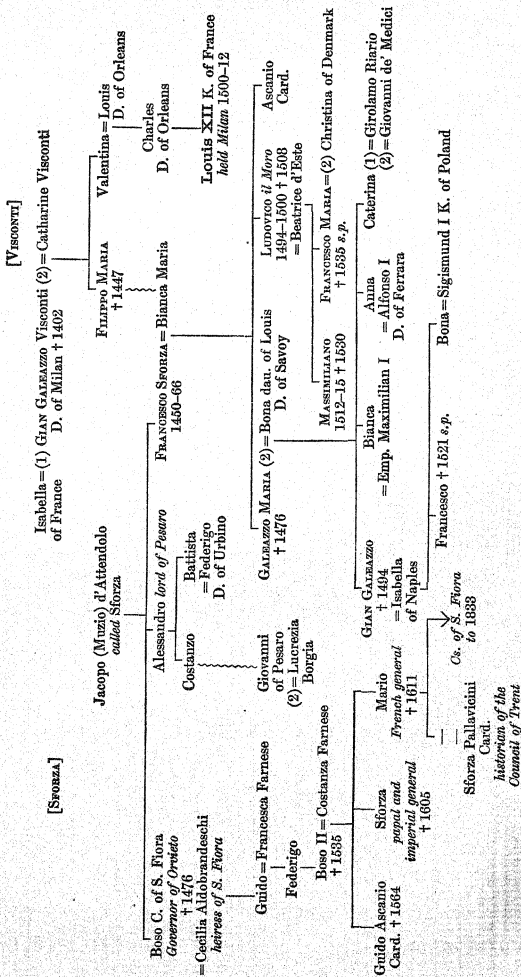 [VISCONTI]
Isabella=(1) GIAN GALEAZZO Visconti (2)=Catharine Visconti
of France D. of Milan † 1402
[SFORZA]
Jacopo (Muzio) d'Attendolo
called Sforza
FILIPPO MARIA
† 1447
Valentina=Louis
D. of Orleans
Charles
D. of Orleans
Louis XII K. of France
held Milan 1500–12
Boso C. of S. Fiora
Governor of Orvieto
† 1476
=Cecilia Aldobrandeschi
heiress of S. Fiora
Alessandro lord of Pesaro
FRANCESCO SFORZA=Bianca Maria
1450–66
Costanzo
Battista
=Federigo
D. of Urbino
Giovanni
of Pesaro
(2)=Lucrezia
Borgia
GALEAZZO MARIA (2)=Bona dau. of Louis
† 1476 D. of Savoy
LUDOVICO il Moro
1494–1500 † 1508
=Beatrice d'Este
Ascanio
Card.
Guido=Francesca Farnese
Federigo
Boso II=Costanza Farnese
† 1535
MASSIMILIANO
1512–15 † 1530
FRANCESCO MARIA=(2) Christina of Denmark
† 1535 s.p.
GIAN GALEAZZO
† 1494
=Isabella
of Naples
Bianca
=Emp. Maximilian I
Anna
=Alfonso I
D. of Ferrara
Caterina (1)=Girolamo Riario
(2)=Giovanni de' Medici
Guido Ascanio
Card. † 1564
Sforza
papal and
imperial general
† 1605
Mario
French general
† 1611
Francesco † 1521 s.p.
Bona=Sigismund I K. of Poland
Sforza Pallavicini
Card.
historian of the
Council of Trent
Cs. of S. Fiora
to 1833